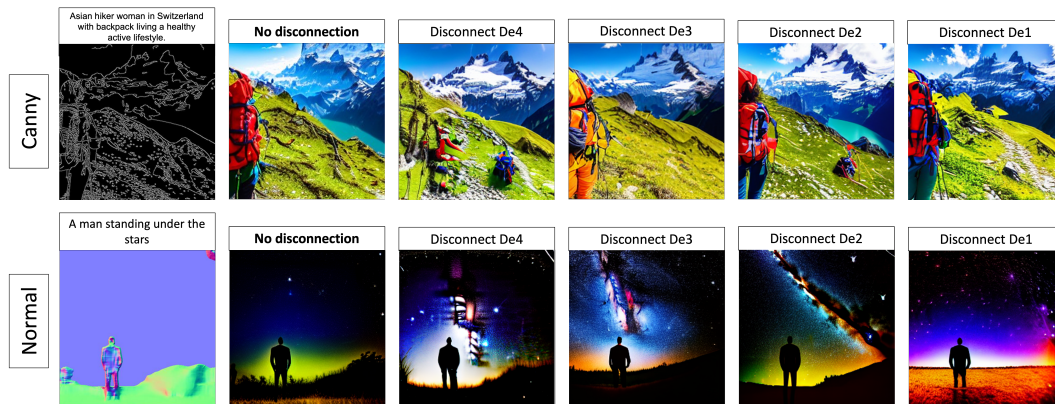 Asian hiker woman in Switzerland
with backpack living a healthy
active lifestyle.
No disconnection
Disconnect De4
Disconnect De3
Disconnect De2
Disconnect De1
Canny
A man standing under the
stars
No disconnection
Disconnect De4
Disconnect De3
Disconnect De2
Disconnect De1
Normal